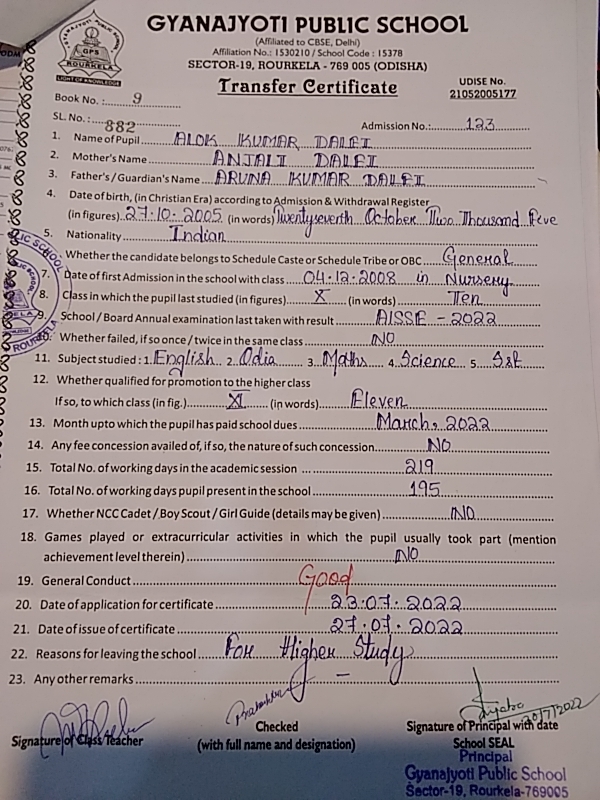 GYANAJYOTI PUBLIC SCHOOL
GPS
ROURKELA
LIGHT OF KNOWLEDGE
(Affiliated to CBSE, Delhi)
Affiliation No.: 1530210 / School Code : 15378
SECTOR-19, ROURKELA - 769 005 (ODISHA)
Transfer Certificate
UDISE No.
21052005177
Book No. : 9
SL. No. : 882
Admission No.: 123
1. Name of Pupil ALOK KUMAR DALEI
2. Mother's Name ANJALI DALEI
3. Father's / Guardian's Name ARUNA KUMAR DALEI
4. Date of birth, (in Christian Era) according to Admission & Withdrawal Register
(in figures) 27.10.2005 (in words) Twentyseventh October Two Thousand Five
5. Nationality Indian
Whether the candidate belongs to Schedule Caste or Schedule Tribe or OBC General
7. Date of first Admission in the school with class 04.12.2008 in Nursery
8. Class in which the pupil last studied (in figures) X (in words) Ten
9. School / Board Annual examination last taken with result AISSE - 2022
10. Whether failed, if so once / twice in the same class NO
11. Subject studied : 1. English 2. Odia 3. Maths 4. Science 5. SSt
12. Whether qualified for promotion to the higher class
If so, to which class (in fig.) XI (in words) Eleven
13. Month upto which the pupil has paid school dues March, 2022
14. Any fee concession availed of, if so, the nature of such concession NO
15. Total No. of working days in the academic session ... 219
16. Total No. of working days pupil present in the school 195
17. Whether NCC Cadet / Boy Scout / Girl Guide (details may be given) NO
18. Games played or extracurricular activities in which the pupil usually took part (mention
achievement level therein) NO
19. General Conduct Good
20. Date of application for certificate 23.07.2022
21. Date of issue of certificate 27.07.2022
22. Reasons for leaving the school For Higher Study
23. Any other remarks –
20/7/2022
Signature of Class Teacher
Checked
(with full name and designation)
Signature of Principal with date
School SEAL
Principal
Gyanajyoti Public School
Sector-19, Rourkela-769005